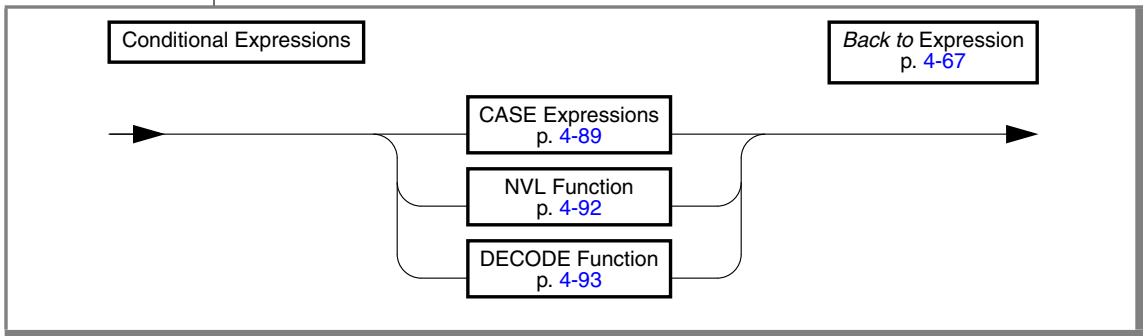 Conditional Expressions
Back to Expression
p. 4-67
CASE Expressions
p. 4-89
NVL Function
p. 4-92
DECODE Function
p. 4-93